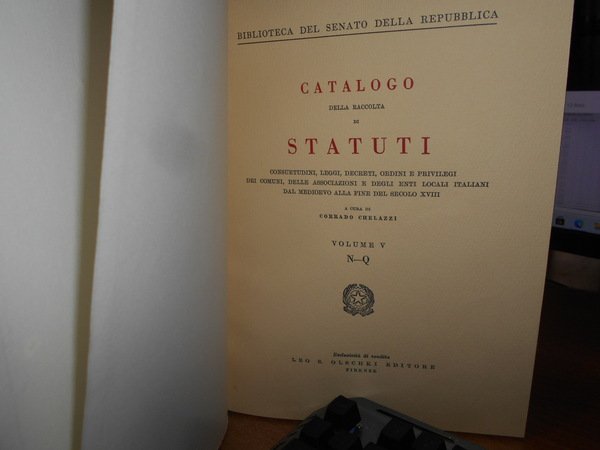 BIBLIOTECA DEL SENATO DELLA REPUBBLICA
CATALOGO
DELLA RACCOLTA
DI
STATUTI
CONSUETUDINI, LEGGI, DECRETI, ORDINI E PRIVILEGI
DEI COMUNI, DELLE ASSOCIAZIONI E DEGLI ENTI LOCALI ITALIANI
DAL MEDIOEVO ALLA FINE DEL SECOLO XVIII
A CURA DI
CORRADO CHELAZZI
VOLUME V
N—Q
Esclusività di vendita
LEO S. OLSCHKI EDITORE
FIRENZE